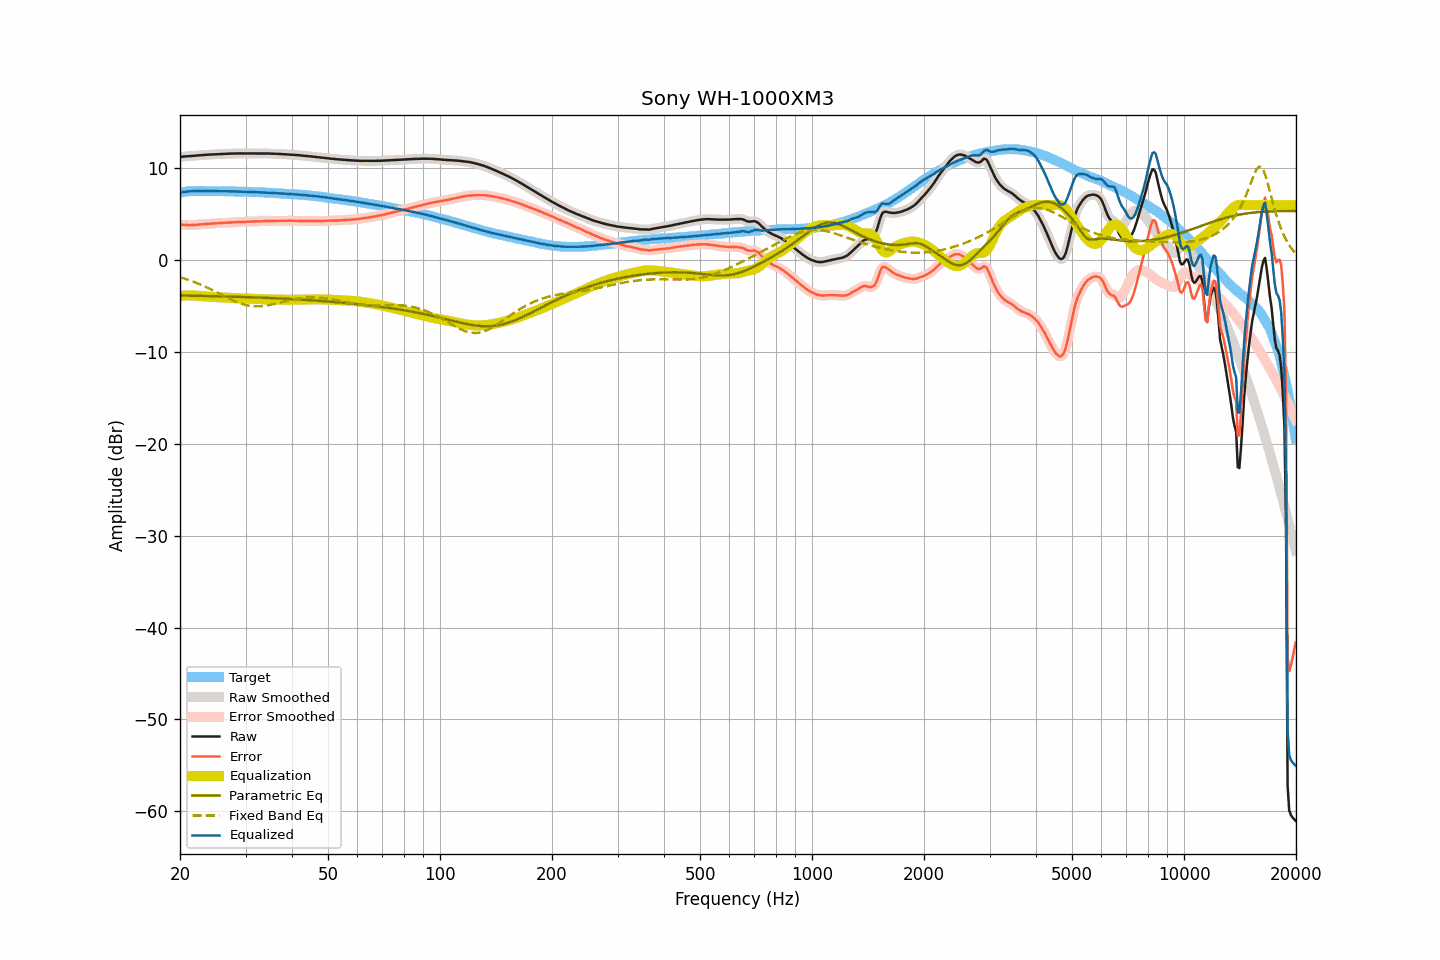 Sony WH-1000XM3
10
0
−10
−20
−30
−40
−50
−60
Amplitude (dBr)
Target
Raw Smoothed
Error Smoothed
Raw
Error
Equalization
Parametric Eq
Fixed Band Eq
Equalized
20 50 100 200 500 1000 2000 5000 10000 20000
Frequency (Hz)